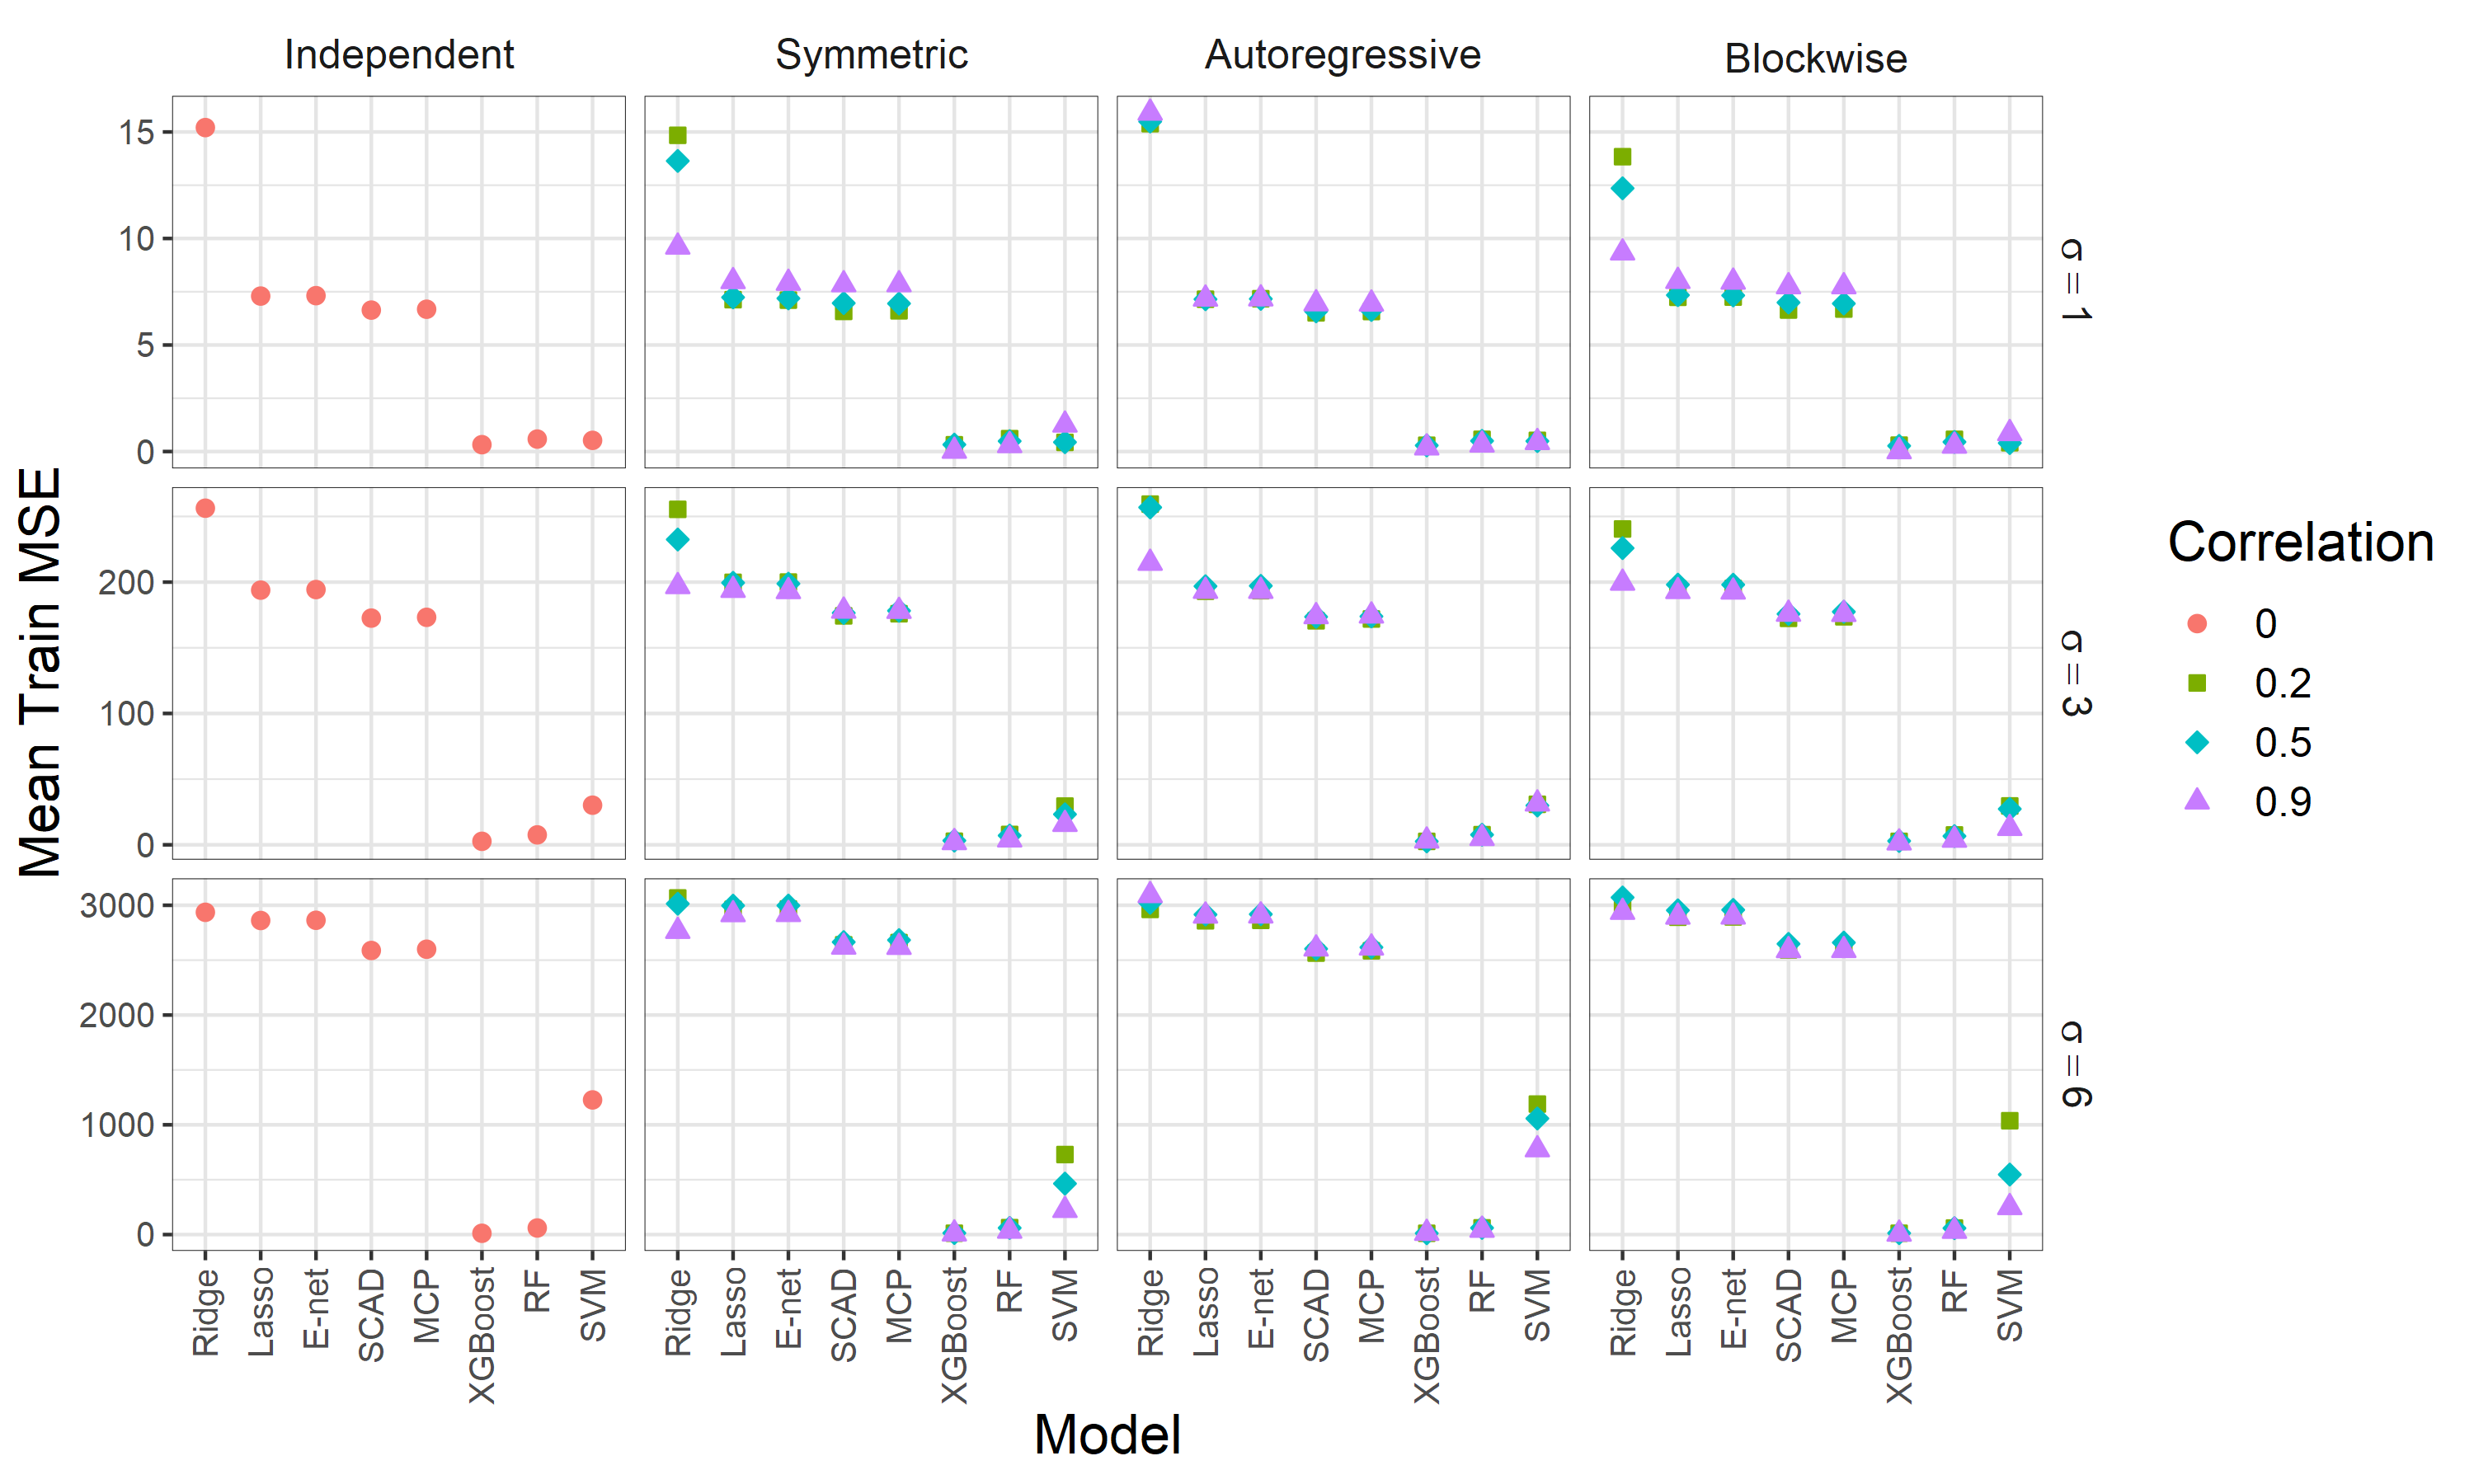 Independent
Symmetric
Autoregressive
Blockwise
Mean Train MSE
15
10
5
0
σ = 1
200
100
0
σ = 3
3000
2000
1000
0
σ = 6
Ridge
Lasso
E-net
SCAD
MCP
XGBoost
RF
SVM
Ridge
Lasso
E-net
SCAD
MCP
XGBoost
RF
SVM
Ridge
Lasso
E-net
SCAD
MCP
XGBoost
RF
SVM
Ridge
Lasso
E-net
SCAD
MCP
XGBoost
RF
SVM
Model
Correlation
0
0.2
0.5
0.9